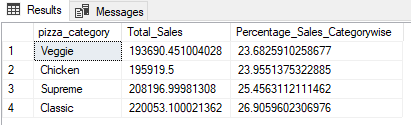 Results Messages
pizza_category Total_Sales Percentage_Sales_Categorywise
1 Veggie 193690.451004028 23.6825910258677
2 Chicken 195919.5 23.9551375322885
3 Supreme 208196.99981308 25.4563112111462
4 Classic 220053.100021362 26.9059602306976